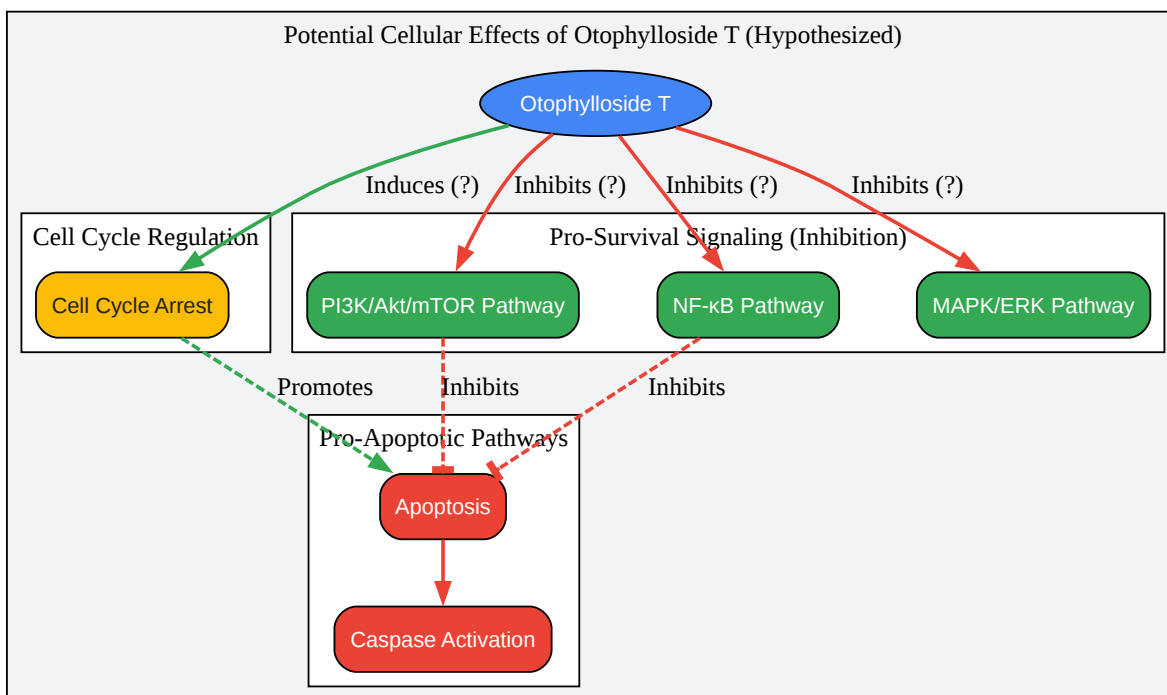 Potential Cellular Effects of Otophylloside T (Hypothesized)
Otophylloside T
Induces (?)
Inhibits (?)
Inhibits (?)
Inhibits (?)
Cell Cycle Regulation
Pro-Survival Signaling (Inhibition)
Cell Cycle Arrest
PI3K/Akt/mTOR Pathway
NF-κB Pathway
MAPK/ERK Pathway
Promotes
Inhibits
Inhibits
Pro-Apoptotic Pathways
Apoptosis
Caspase Activation